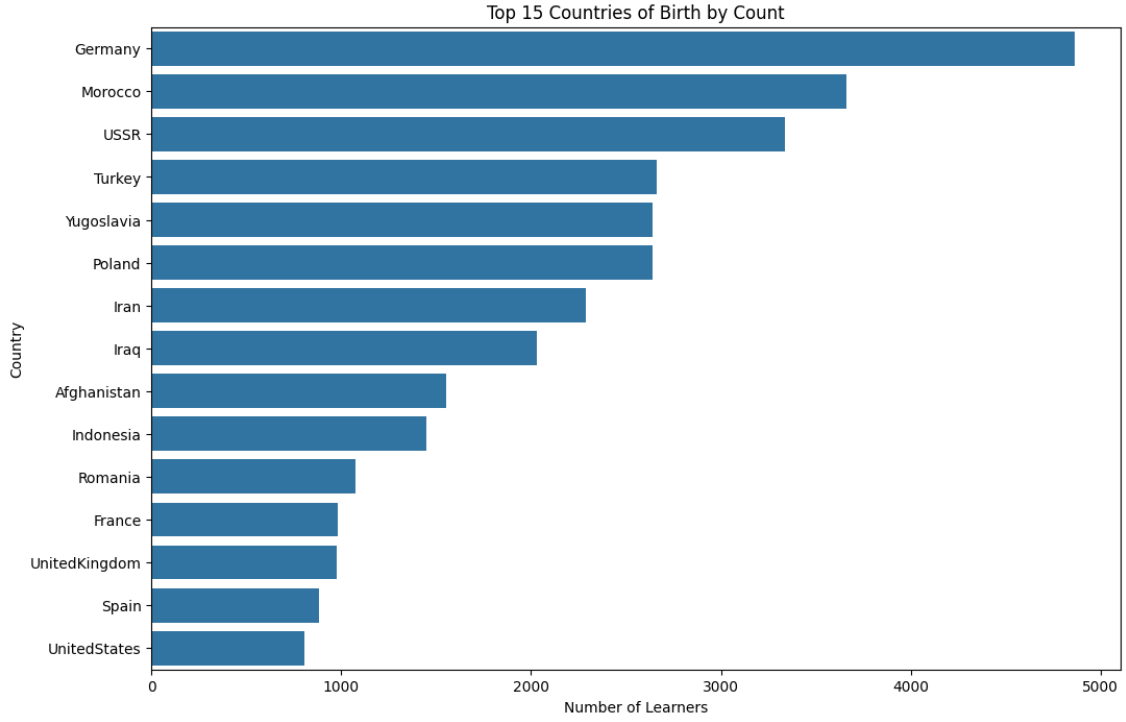 Top 15 Countries of Birth by Count
Country
Germany
Morocco
USSR
Turkey
Yugoslavia
Poland
Iran
Iraq
Afghanistan
Indonesia
Romania
France
UnitedKingdom
Spain
UnitedStates
0 1000 2000 3000 4000 5000
Number of Learners